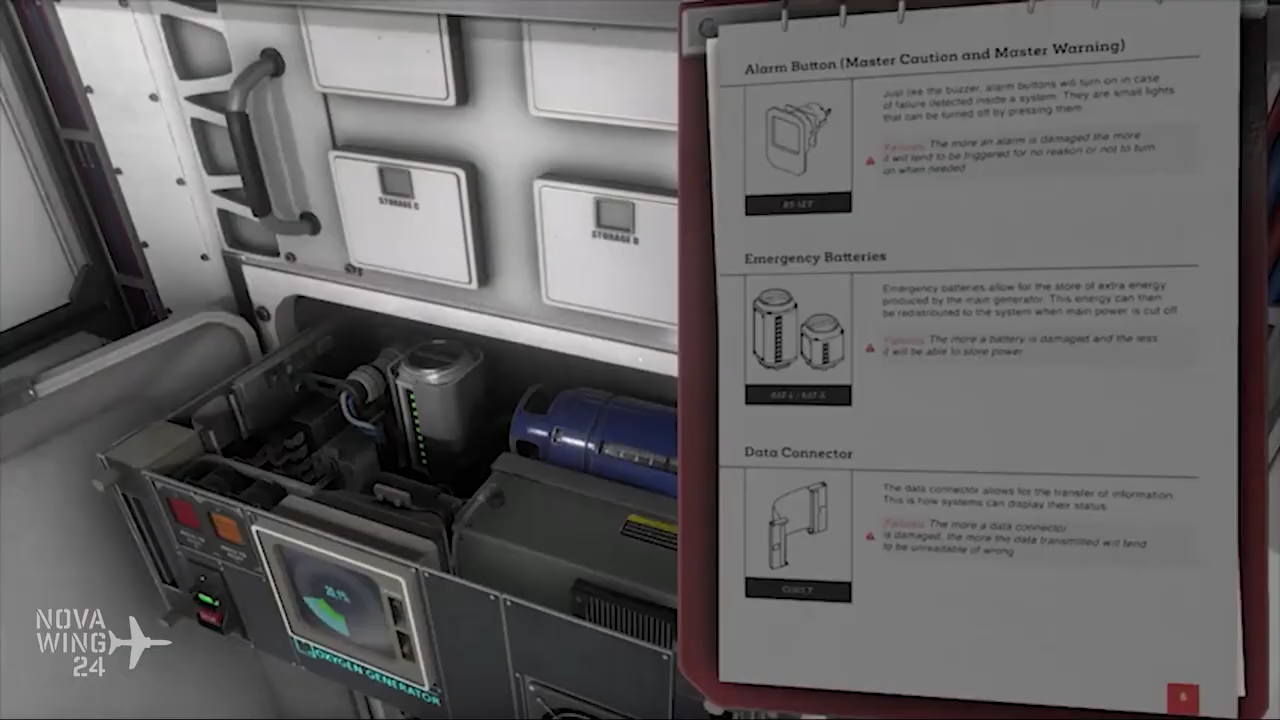 Alarm Button (Master Caution and Master Warning)
Just like the buzzer, alarm buttons will turn on in case
of failure detected inside a system. They are small lights
that can be turned off by pressing them
Failures: The more an alarm is damaged the more
it will tend to be triggered for no reason or not to turn
on when needed
Emergency Batteries
Emergency batteries allow for the store of extra energy
produced by the main generator. This energy can then
be redistributed to the system when main power is cut off
Failures: The more a battery is damaged and the less
it will be able to store power
Data Connector
The data connector allows for the transfer of information.
This is how systems can display their status.
Failures: The more a data connector
is damaged, the more the data transmitted will tend
to be unreadable of wrong
6
STORAGE C
STORAGE D
20.1%
OXYGEN GENERATOR
NOVA
WING
24